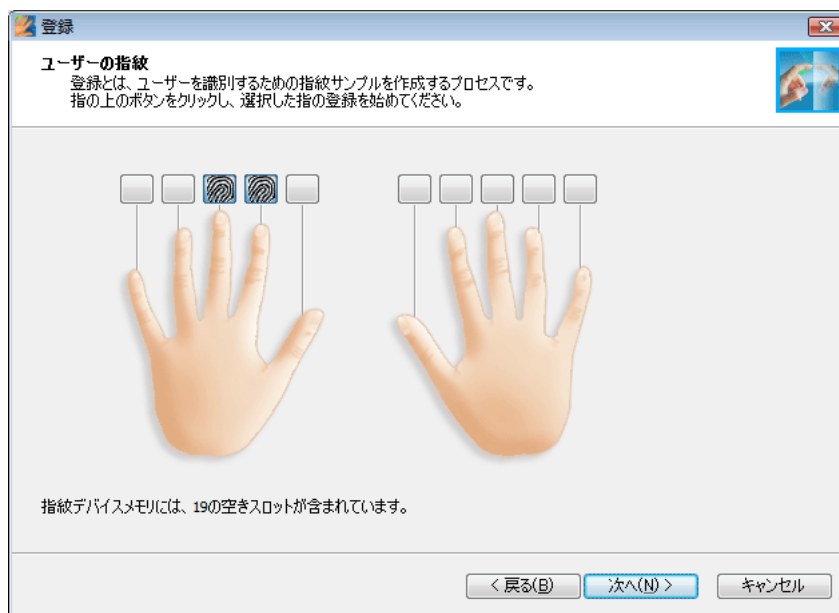 登録
ユーザーの指紋
登録とは、ユーザーを識別するための指紋サンプルを作成するプロセスです。
指の上のボタンをクリックし、選択した指の登録を始めてください。
指紋デバイスメモリには、19の空きスロットが含まれています。
< 戻る(B)
次へ(N) >
キャンセル